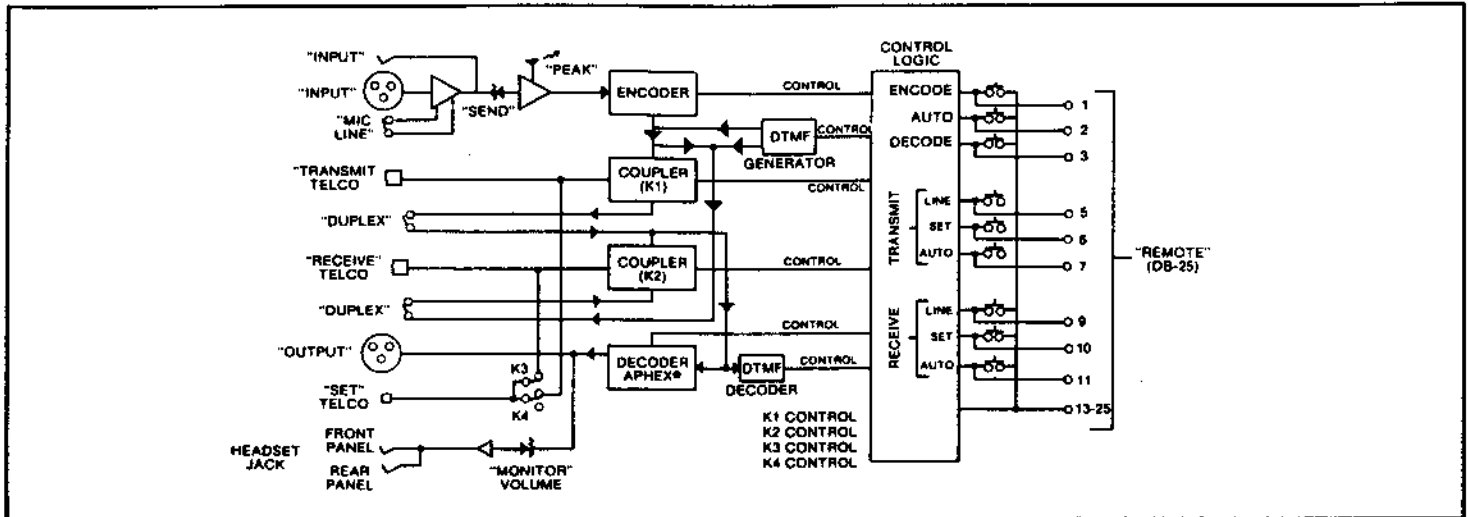 "INPUT"
"INPUT"
"MIC
LINE"
"SEND"
"PEAK"
ENCODER
CONTROL
DTMF
GENERATOR
CONTROL
"TRANSMIT"
TELCO
COUPLER
(K1)
CONTROL
"DUPLEX"
"RECEIVE"
TELCO
COUPLER
(K2)
CONTROL
"DUPLEX"
CONTROL
"OUTPUT"
DECODER
APHEX®
DTMF
DECODER
CONTROL
K3
K4
"SET"
TELCO
K1 CONTROL
K2 CONTROL
K3 CONTROL
K4 CONTROL
HEADSET
JACK
FRONT
PANEL
REAR
PANEL
"MONITOR"
VOLUME
CONTROL
LOGIC
ENCODE
AUTO
DECODE
TRANSMIT
LINE
SET
AUTO
RECEIVE
LINE
SET
AUTO
1
2
3
5
6
7
9
10
11
13-25
"REMOTE"
(DB-25)